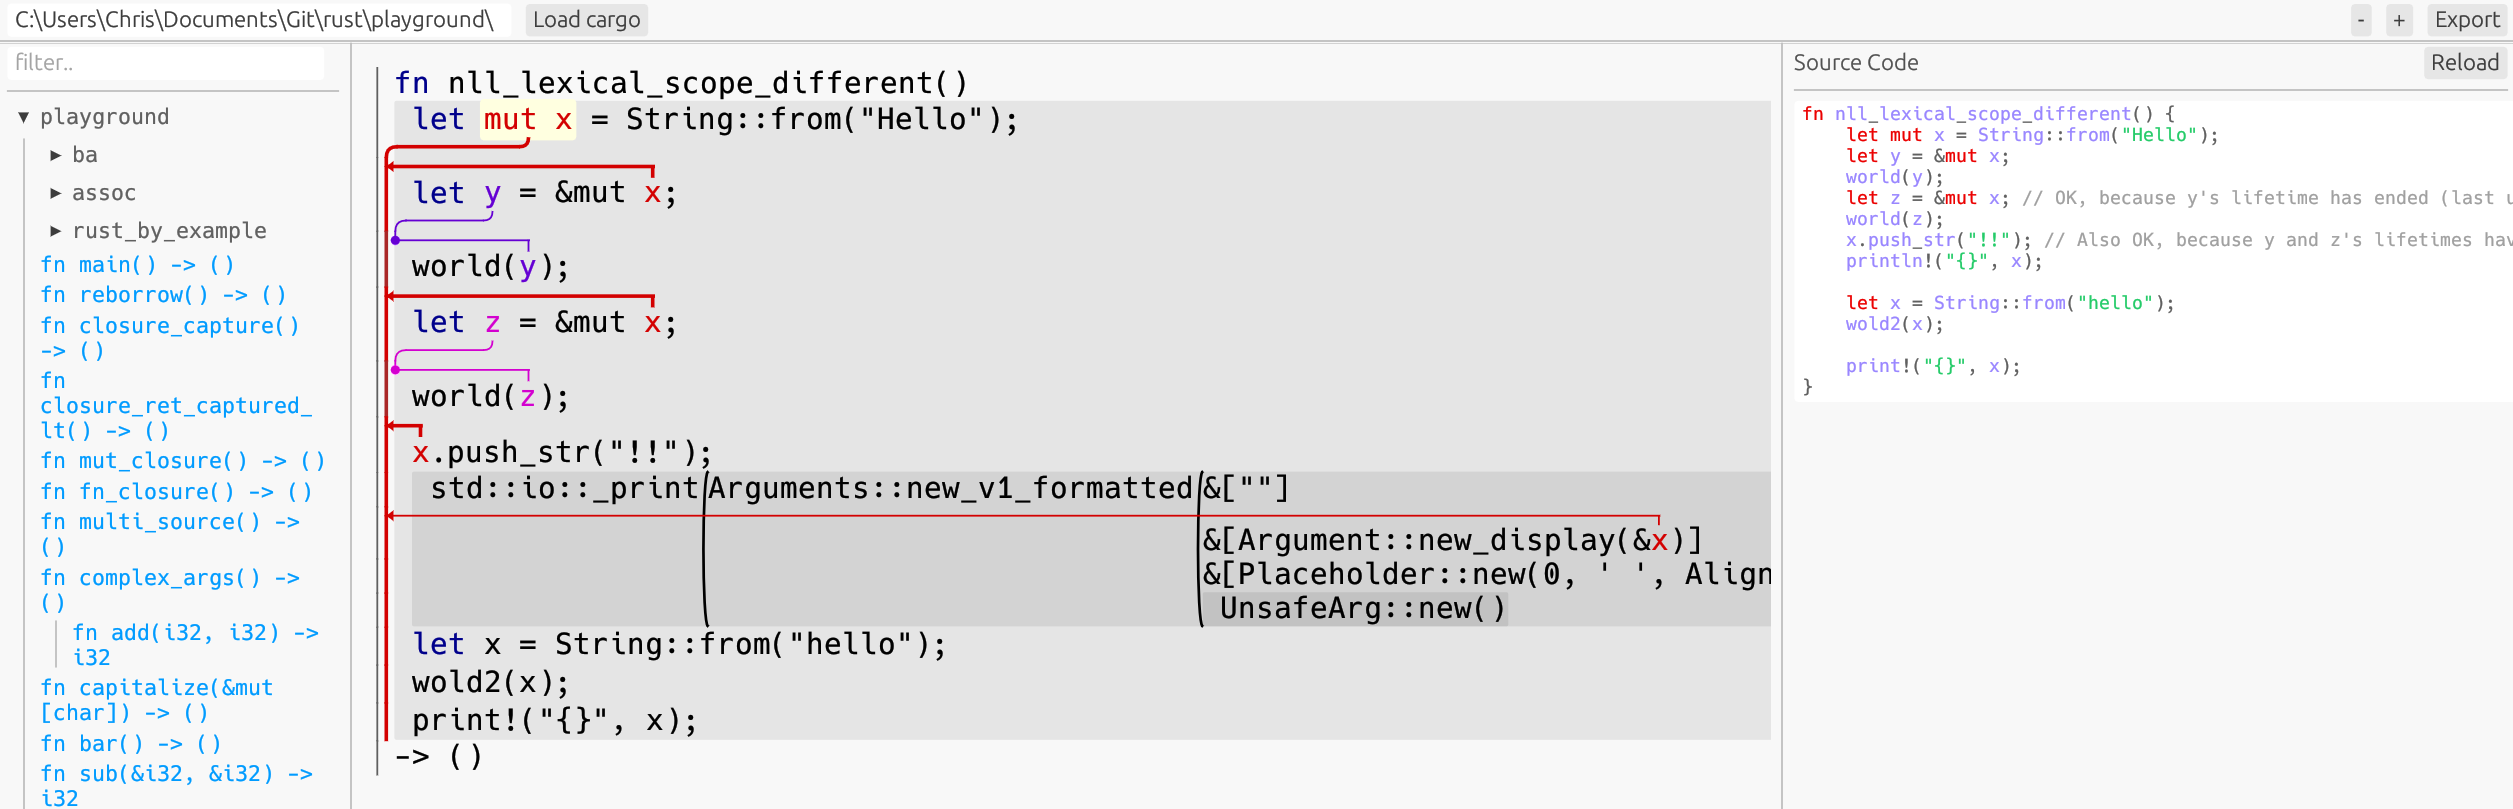 C:\Users\Chris\Documents\Git\rust\playground\ Load cargo - + Export
filter..
▼ playground
▶ ba
▶ assoc
▶ rust_by_example
fn main() -> ()
fn reborrow() -> ()
fn closure_capture()
-> ()
fn
closure_ret_captured_
lt() -> ()
fn mut_closure() -> ()
fn fn_closure() -> ()
fn multi_source() ->
()
fn complex_args() ->
()
fn add(i32, i32) ->
i32
fn capitalize(&mut
[char]) -> ()
fn bar() -> ()
fn sub(&i32, &i32) ->
i32
fn nll_lexical_scope_different()
let mut x = String::from("Hello");
let y = &mut x;
world(y);
let z = &mut x;
world(z);
x.push_str("!!");
std::io::_print(Arguments::new_v1_formatted(&[""]
&[Argument::new_display(&x)]
&[Placeholder::new(0, ' ', Align
UnsafeArg::new()
let x = String::from("hello");
wold2(x);
print!("{}", x);
-> ()
Source Code Reload
fn nll_lexical_scope_different() {
let mut x = String::from("Hello");
let y = &mut x;
world(y);
let z = &mut x; // OK, because y's lifetime has ended (last u
world(z);
x.push_str("!!"); // Also OK, because y and z's lifetimes hav
println!("{}", x);
let x = String::from("hello");
wold2(x);
print!("{}", x);
}